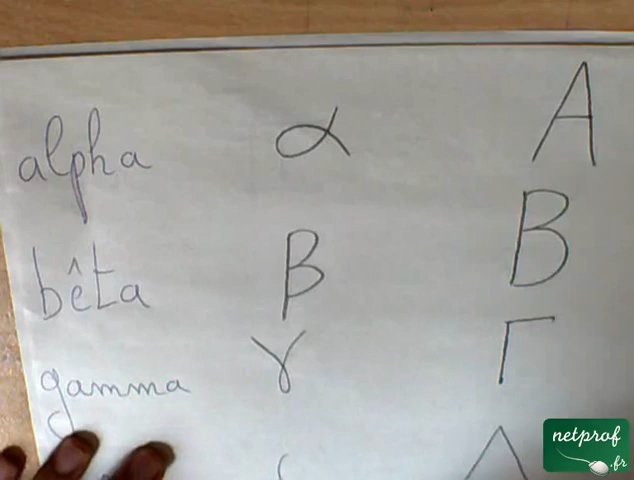 alpha α A
bêta β B
gamma γ Γ
netprof
.fr